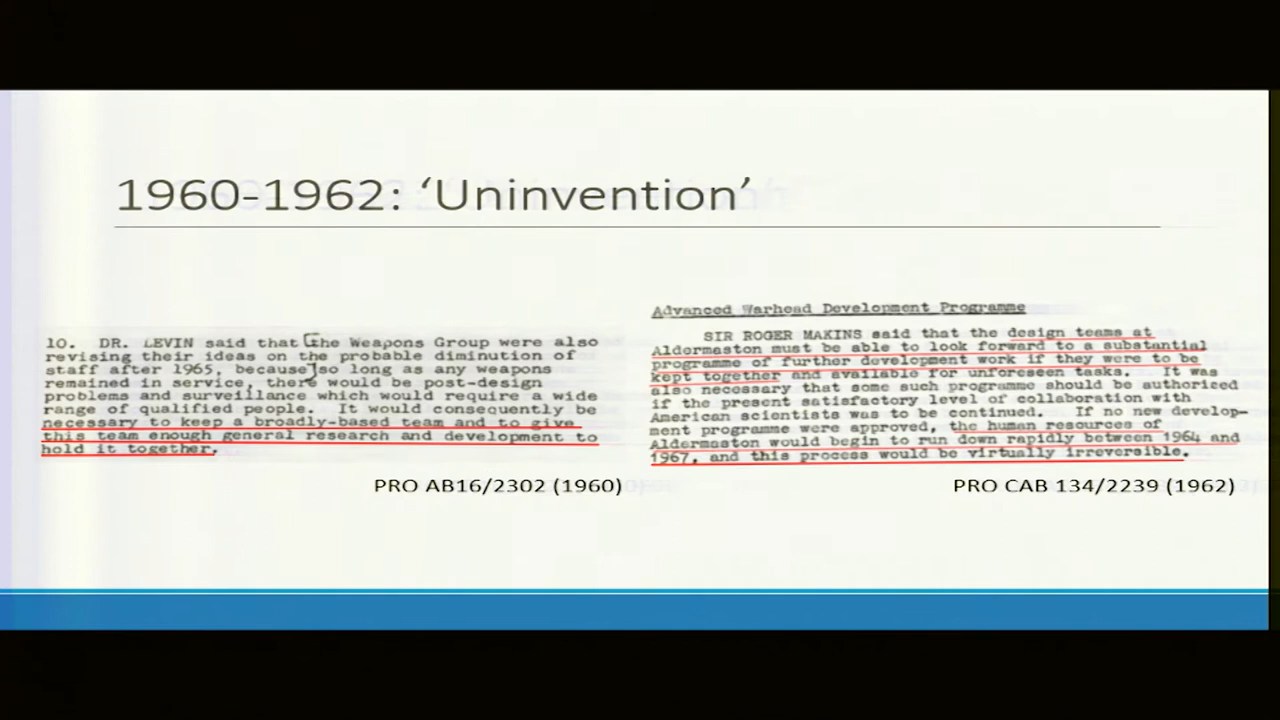 1960-1962: ‘Uninvention’
10. DR. LEVIN said that the Weapons Group were also
revising their ideas on the probable diminution of
staff after 1965, because so long as any weapons
remained in service, there would be post-design
problems and surveillance which would require a wide
range of qualified people. It would consequently be
necessary to keep a broadly-based team and to give
this team enough general research and development to
hold it together.
PRO AB16/2302 (1960)
Advanced Warhead Development Programme
SIR ROGER MAKINS said that the design teams at
Aldermaston must be able to look forward to a substantial
programme of further development work if they were to be
kept together and available for unforeseen tasks. It was
also necessary that some such programme should be authorized
if the present satisfactory level of collaboration with
American scientists was to be continued. If no new develop-
ment programme were approved, the human resources of
Aldermaston would begin to run down rapidly between 1964 and
1967, and this process would be virtually irreversible.
PRO CAB 134/2239 (1962)